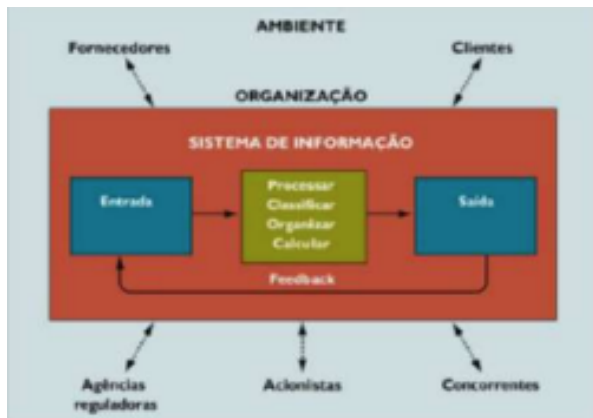 AMBIENTE
Fornecedores
Clientes
ORGANIZAÇÃO
SISTEMA DE INFORMAÇÃO
Entrada
Processar
Classificar
Organizar
Calcular
Saída
Feedback
Agências
reguladoras
Acionistas
Concorrentes